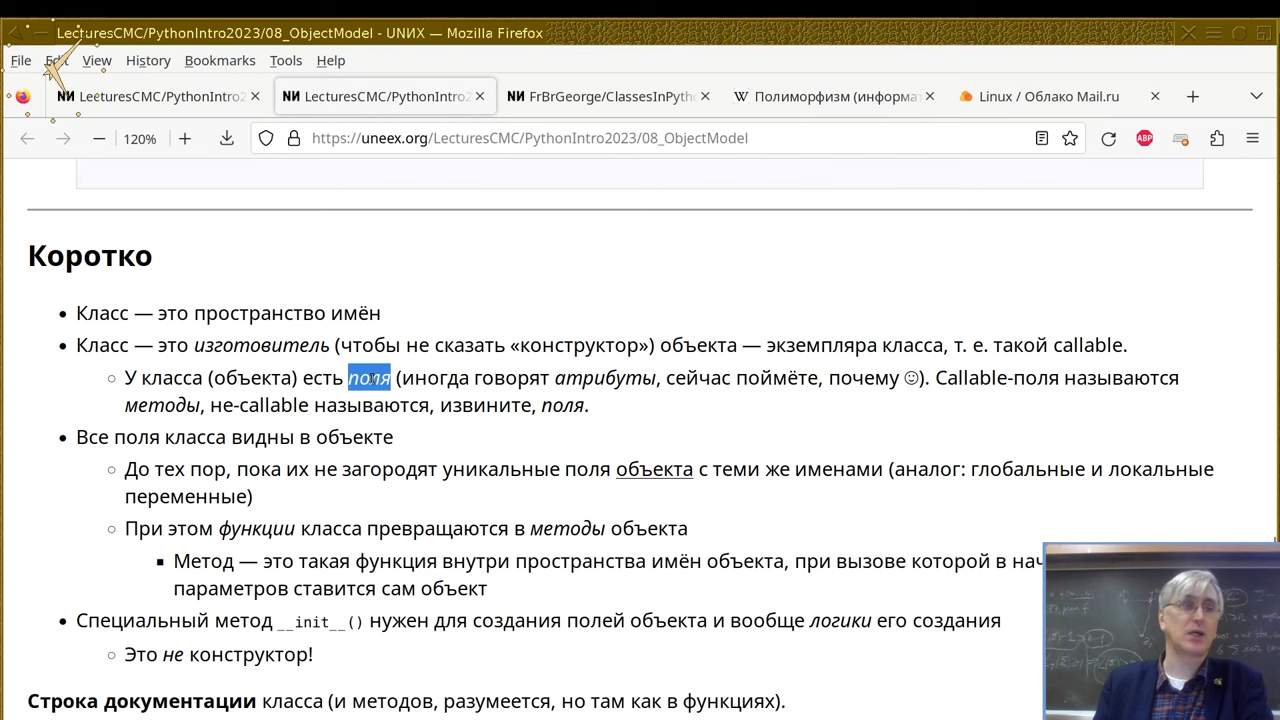 LecturesCMC/PythonIntro2023/08_ObjectModel - UNИX — Mozilla Firefox
File Edit View History Bookmarks Tools Help
LecturesCMC/PythonIntro2 LecturesCMC/PythonIntro2 FrBrGeorge/ClassesInPyth Полиморфизм (информа Linux / Облако Mail.ru
120% https://uneex.org/LecturesCMC/PythonIntro2023/08_ObjectModel ABP
Коротко
Класс — это пространство имён
Класс — это изготовитель (чтобы не сказать «конструктор») объекта — экземпляра класса, т. е. такой callable.
У класса (объекта) есть поля (иногда говорят атрибуты, сейчас поймёте, почему ☺). Callable-поля называются
методы, не-callable называются, извините, поля.
Все поля класса видны в объекте
До тех пор, пока их не загородят уникальные поля объекта с теми же именами (аналог: глобальные и локальные
переменные)
При этом функции класса превращаются в методы объекта
Метод — это такая функция внутри пространства имён объекта, при вызове которой в нач
параметров ставится сам объект
Специальный метод __init__() нужен для создания полей объекта и вообще логики его создания
Это не конструктор!
Строка документации класса (и методов, разумеется, но там как в функциях).